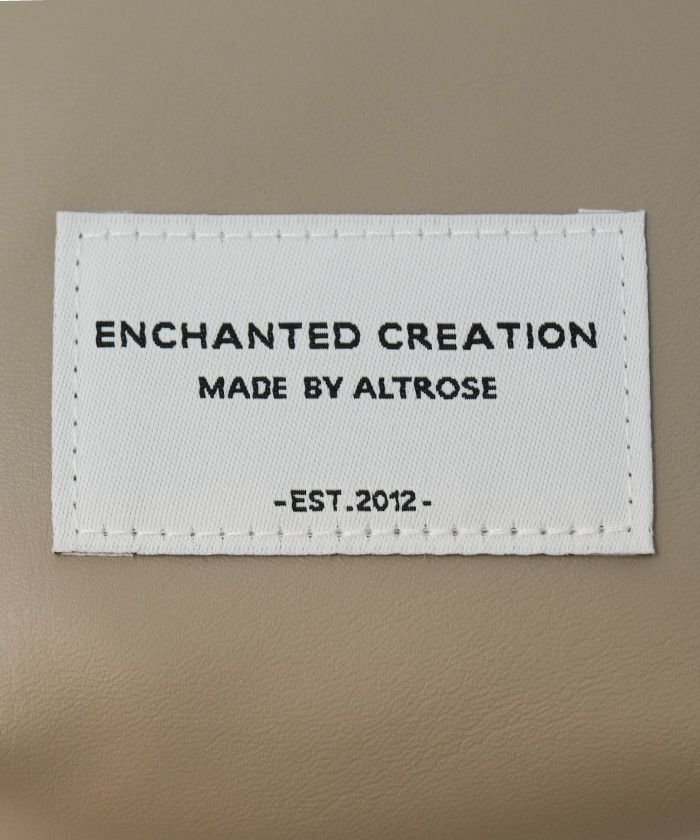 ENCHANTED CREATION
MADE BY ALTROSE
-EST.2012-